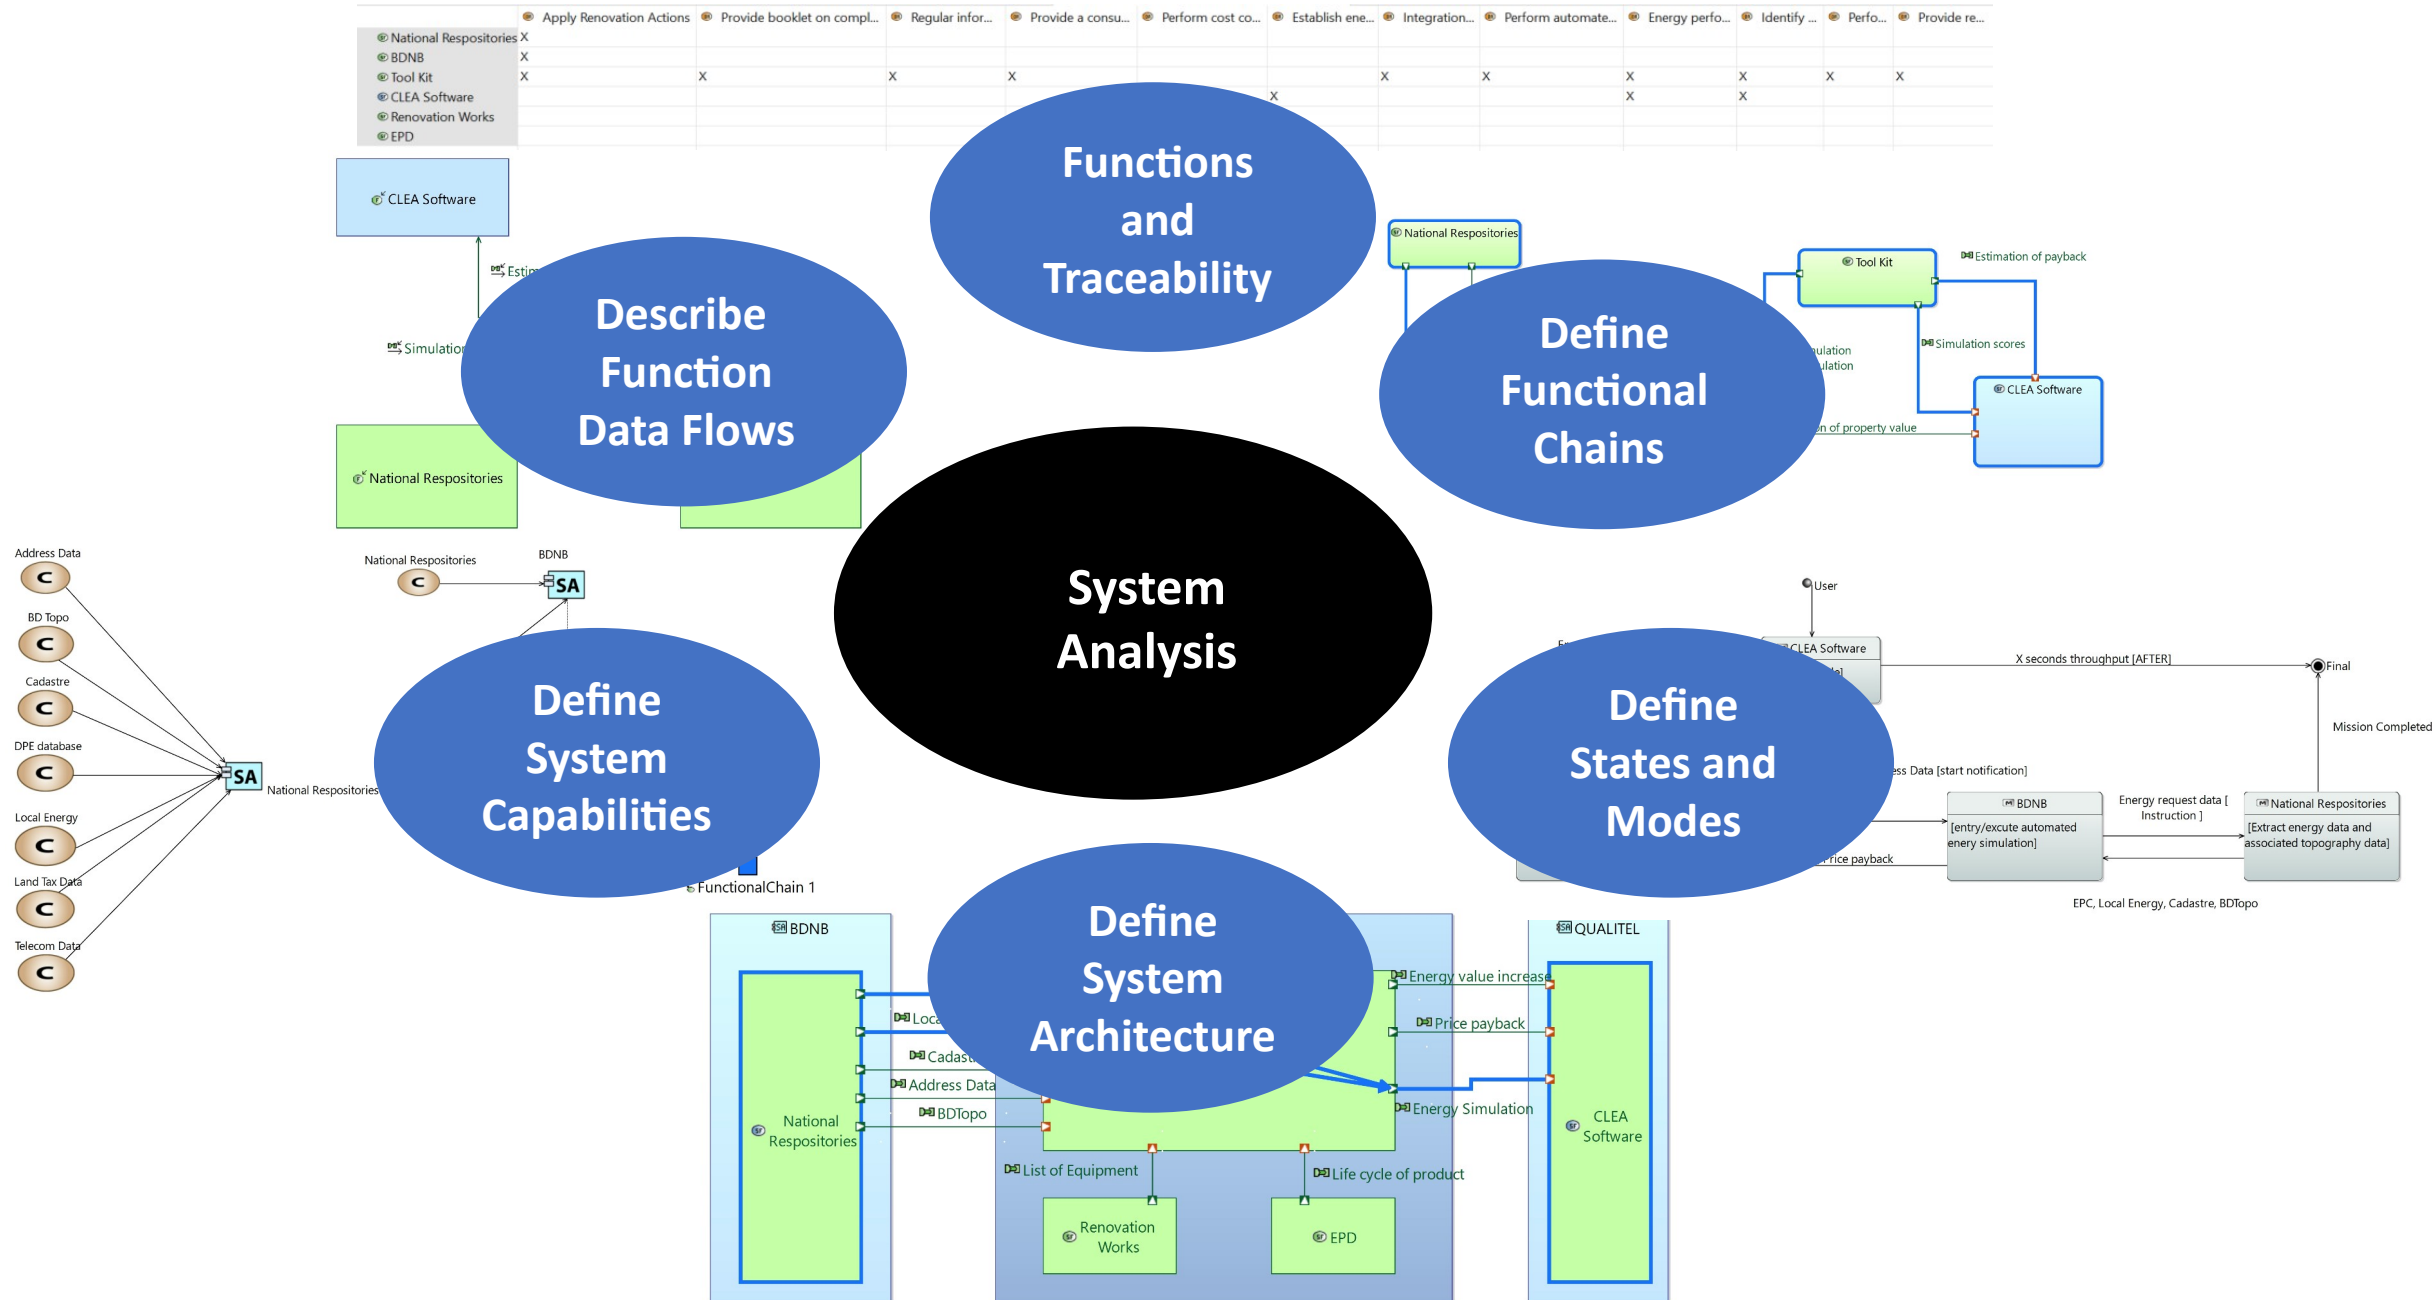 Apply Renovation Actions Provide booklet on compl... Regular infor... Provide a consu... Perform cost co... Establish ene... Integration... Perform automate... Energy perfo... Identify ... Perfo... Provide re...
National Respositories X
BDNB X
Tool Kit X X X X X X X X X X
CLEA Software X X X
Renovation Works
EPD
CLEA Software
Functions
and
Traceability
National Respositories
Tool Kit
Estimation of payback
Describe
Function
Data Flows
Define
Functional
Chains
Simulation scores
CLEA Software
of property value
National Respositories
System
Analysis
Address Data
C
BD Topo
C
Cadastre
C
DPE database
C
Local Energy
C
Land Tax Data
C
Telecom Data
C
SA
National Respositories
National Respositories
C
BDNB
SA
Define
System
Capabilities
User
CLEA Software
X seconds throughput [AFTER]
Final
Mission Completed
Define
States and
Modes
Data [start notification]
BDNB
[entry/excute automated
enery simulation]
Energy request data [
Instruction ]
National Respositories
[Extract energy data and
associated topography data]
Price payback
EPC, Local Energy, Cadastre, BDTopo
FunctionalChain 1
Define
System
Architecture
BDNB
National
Respositories
Address Data
BDTopo
List of Equipment
Life cycle of product
Renovation
Works
EPD
QUALITEL
Energy value increase
Price payback
Energy Simulation
CLEA
Software